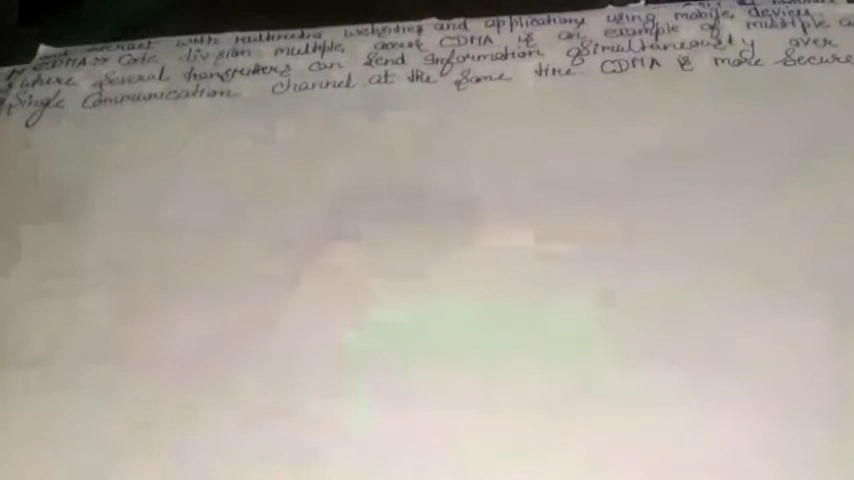 interact with Multimedia websites and applications using mobile devices
CDMA → Code division multiple, access CDMA is an example of multiple
where several transmitters can send Information Simultaneously over
Single Communication channel at the same time CDMA is more secure